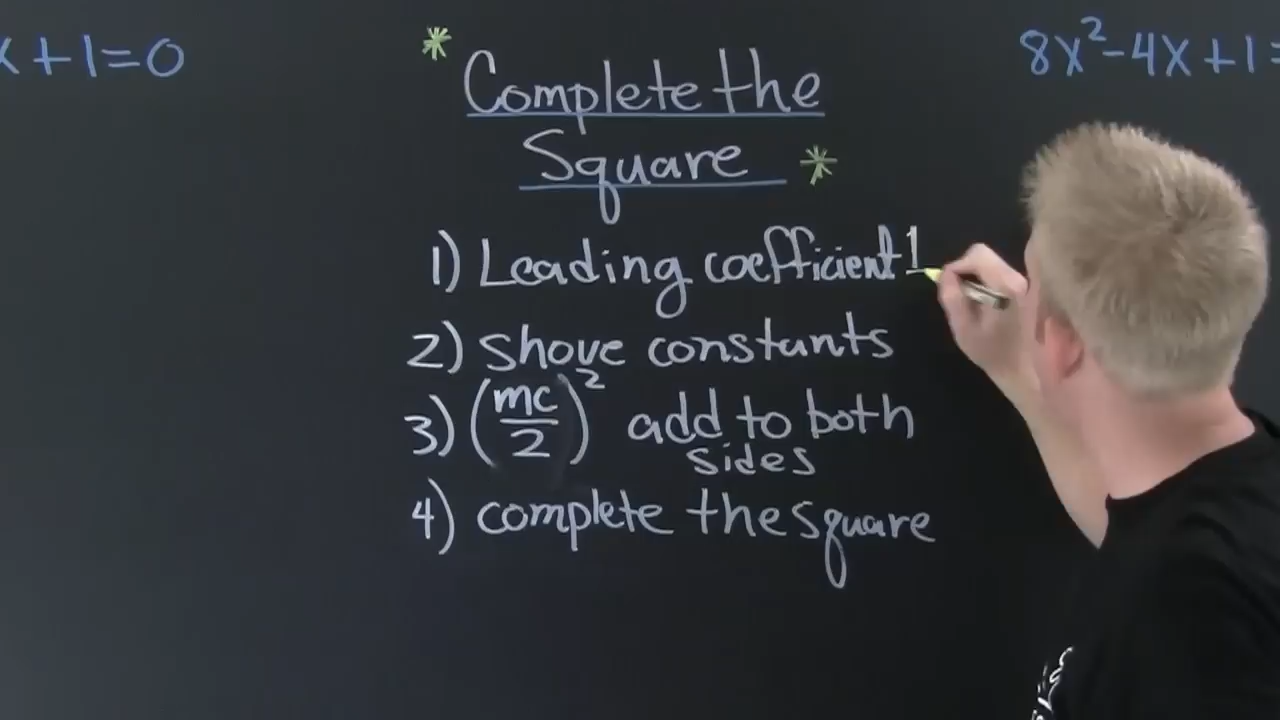 x+1=0
* Complete the
Square *
8x²-4x+1=
1) Leading coefficient 1
2) shove constants
3) (mc/2)² add to both
sides
4) complete the square